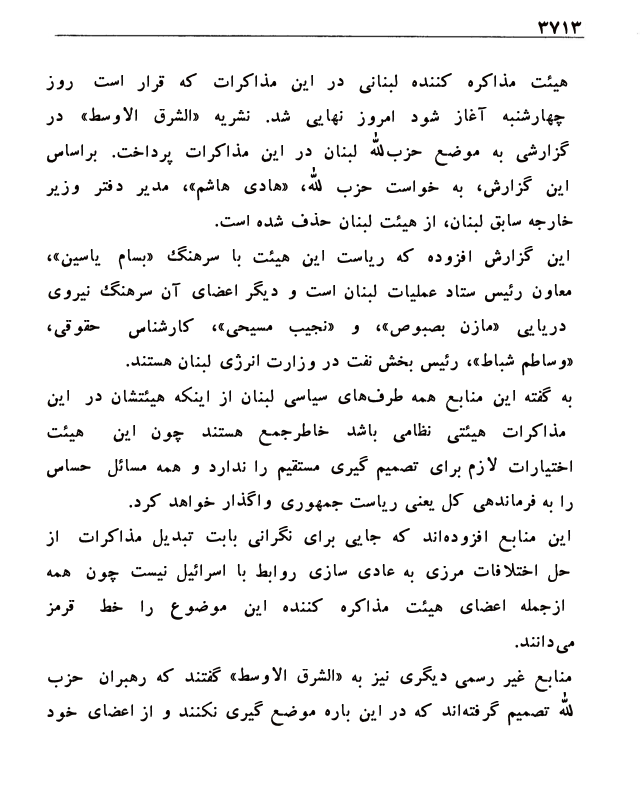 ۳۷۱۳
هیئت مذاکره کننده لبنانی در این مذاکرات که قرار است روز
چهارشنبه آغاز شود امروز نهایی شد. نشریه «الشرق الاوسط» در
گزارشی به موضع حزب‌الله لبنان در این مذاکرات پرداخت. براساس
این گزارش، به خواست حزب لله، «هادی هاشم»، مدیر دفتر وزیر
خارجه سابق لبنان، از هیئت لبنان حذف شده است.
این گزارش افزوده که ریاست این هیئت با سرهنگ «بسام یاسین»،
معاون رئیس ستاد عملیات لبنان است و دیگر اعضای آن سرهنگ نیروی
دریایی «مازن بصبوص»، و «نجیب مسیحی»، کارشناس حقوقی،
«وساطم شباط»، رئیس بخش نفت در وزارت انرژی لبنان هستند.
به گفته این منابع همه طرف‌های سیاسی لبنان از اینکه هیئتشان در این
مذاکرات هیئتی نظامی باشد خاطرجمع هستند چون این هیئت
اختیارات لازم برای تصمیم گیری مستقیم را ندارد و همه مسائل حساس
را به فرماندهی کل یعنی ریاست جمهوری واگذار خواهد کرد.
این منابع افزوده‌اند که جایی برای نگرانی بابت تبدیل مذاکرات از
حل اختلافات مرزی به عادی سازی روابط با اسرائیل نیست چون همه
ازجمله اعضای هیئت مذاکره کننده این موضوع را خط قرمز
می‌دانند.
منابع غیر رسمی دیگری نیز به «الشرق الاوسط» گفتند که رهبران حزب
لله تصمیم گرفته‌اند که در این باره موضع گیری نکنند و از اعضای خود